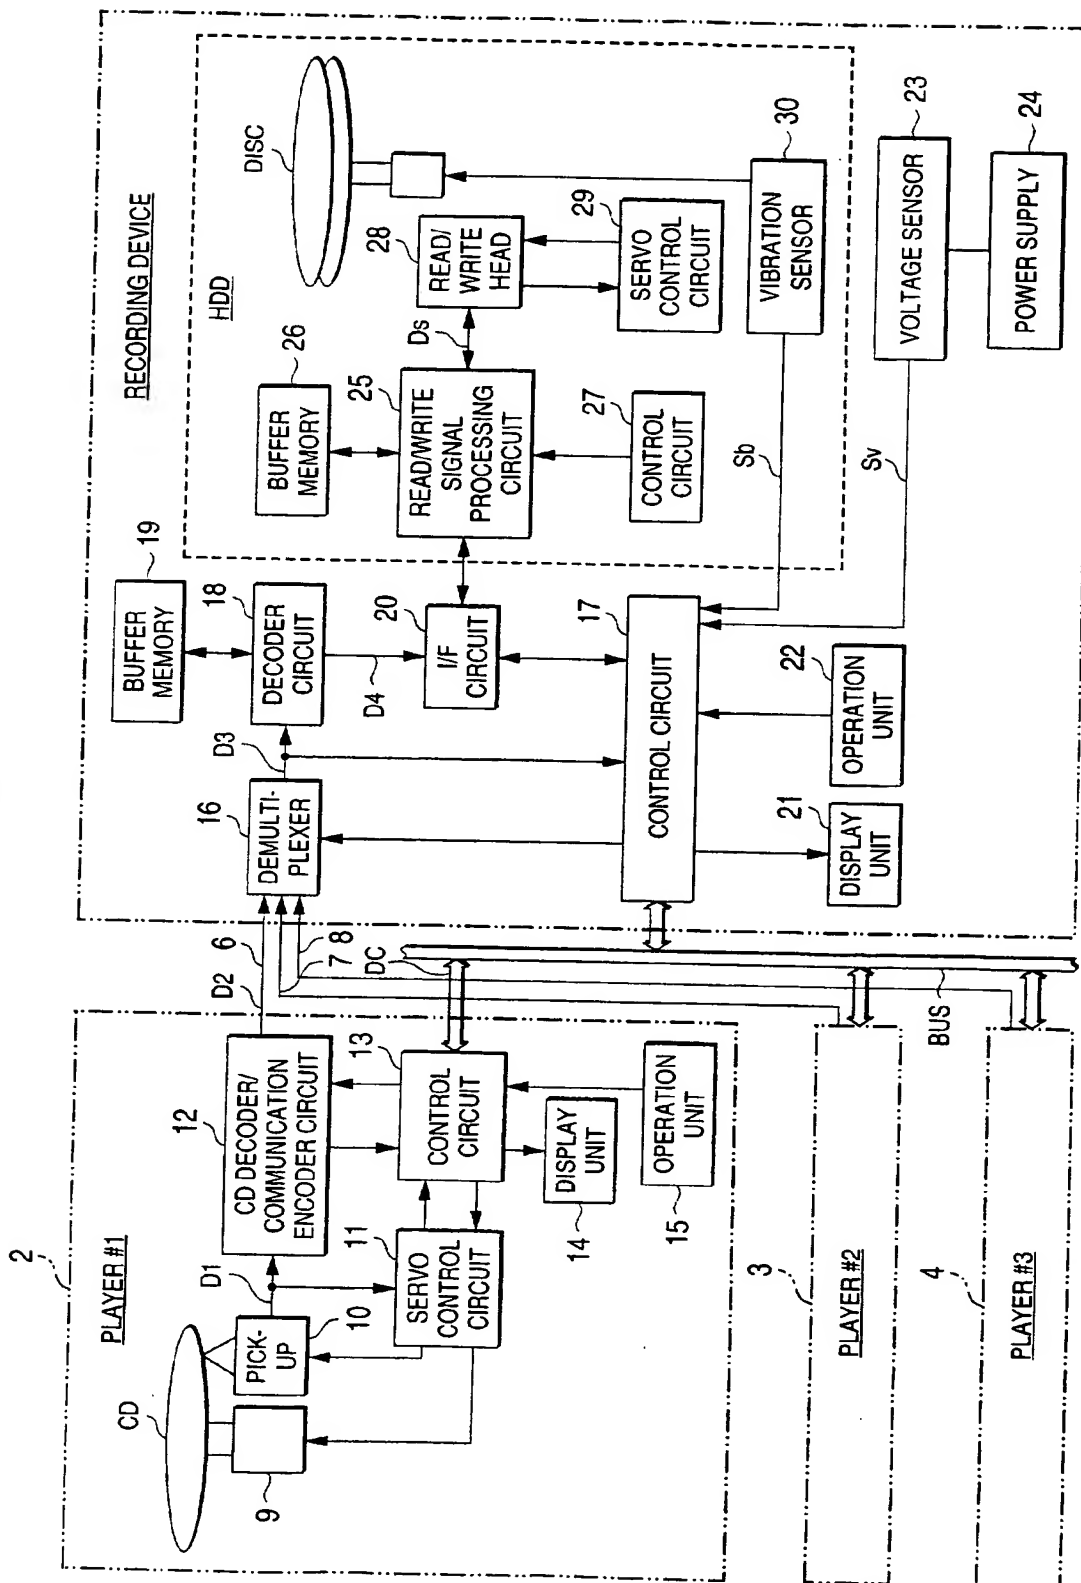 RECORDING DEVICE
HDD
DISC
19
BUFFER
MEMORY
18
DECODER
CIRCUIT
D3
16
DEMULTI-
PLEXER
D4
20
I/F
CIRCUIT
26
BUFFER
MEMORY
25
READ/WRITE
SIGNAL
PROCESSING
CIRCUIT
Ds
28
READ/
WRITE
HEAD
29
SERVO
CONTROL
CIRCUIT
27
CONTROL
CIRCUIT
30
VIBRATION
SENSOR
Sb
17
CONTROL CIRCUIT
23
VOLTAGE SENSOR
Sv
24
POWER SUPPLY
22
OPERATION
UNIT
21
DISPLAY
UNIT
D2
6
7
8
DC
BUS
2
PLAYER #1
CD
9
PICK-
UP
10
D1
11
SERVO
CONTROL
CIRCUIT
12
CD DECODER/
COMMUNICATION
ENCODER CIRCUIT
13
CONTROL
CIRCUIT
DISPLAY
UNIT
14
OPERATION
UNIT
15
3
PLAYER #2
4
PLAYER #3